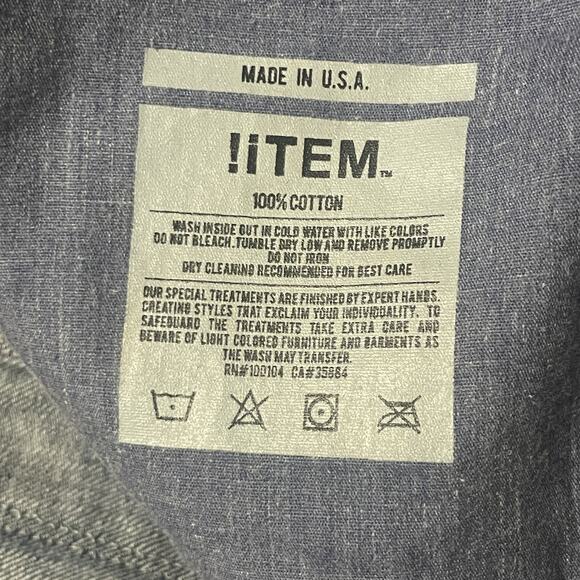 MADE IN U.S.A.
!iTEM™
100% COTTON
WASH INSIDE OUT IN COLD WATER WITH LIKE COLORS
DO NOT BLEACH.TUMBLE DRY LOW AND REMOVE PROMPTLY
DO NOT IRON
DRY CLEANING RECOMMENDED FOR BEST CARE
OUR SPECIAL TREATMENTS ARE FINISHED BY EXPERT HANDS.
CREATING STYLES THAT EXCLAIM YOUR INDIVIDUALITY. TO
SAFEGUARD THE TREATMENTS TAKE EXTRA CARE AND
BEWARE OF LIGHT COLORED FURNITURE AND GARMENTS AS
THE WASH MAY TRANSFER.
RN#100104 CA#35984